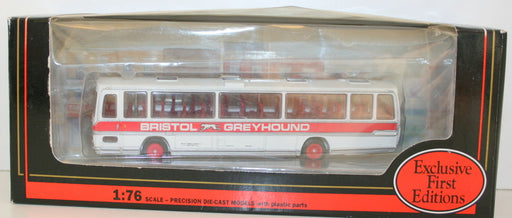 BRISTOL GREYHOUND
1:76 SCALE – PRECISION DIE-CAST MODELS with plastic parts
Exclusive
First
Editions